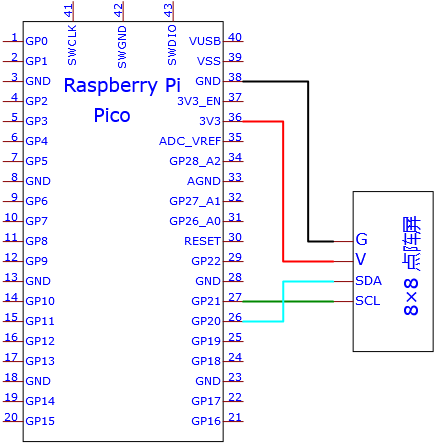 41 42 43
SWCLK SWGND SWDIO
Raspberry Pi
Pico
1 GP0 VUSB 40
2 GP1 VSS 39
3 GND GND 38
4 GP2 3V3_EN 37
5 GP3 3V3 36
6 GP4 ADC_VREF 35
7 GP5 GP28_A2 34
8 GND AGND 33
9 GP6 GP27_A1 32
10 GP7 GP26_A0 31
11 GP8 RESET 30
12 GP9 GP22 29
13 GND GND 28
14 GP10 GP21 27
15 GP11 GP20 26
16 GP12 GP19 25
17 GP13 GP18 24
18 GND GND 23
19 GP14 GP17 22
20 GP15 GP16 21
G
V
SDA
SCL
8×8 点阵屏